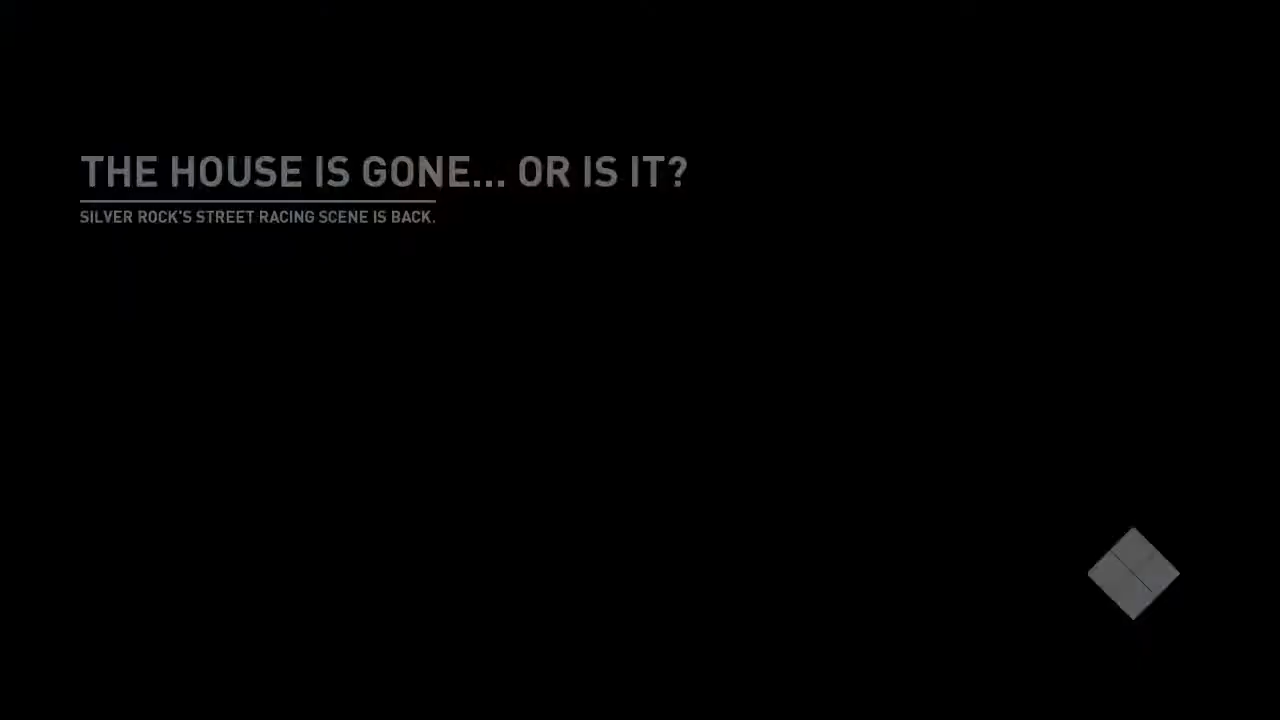 THE HOUSE IS GONE... OR IS IT?
SILVER ROCK'S STREET RACING SCENE IS BACK.